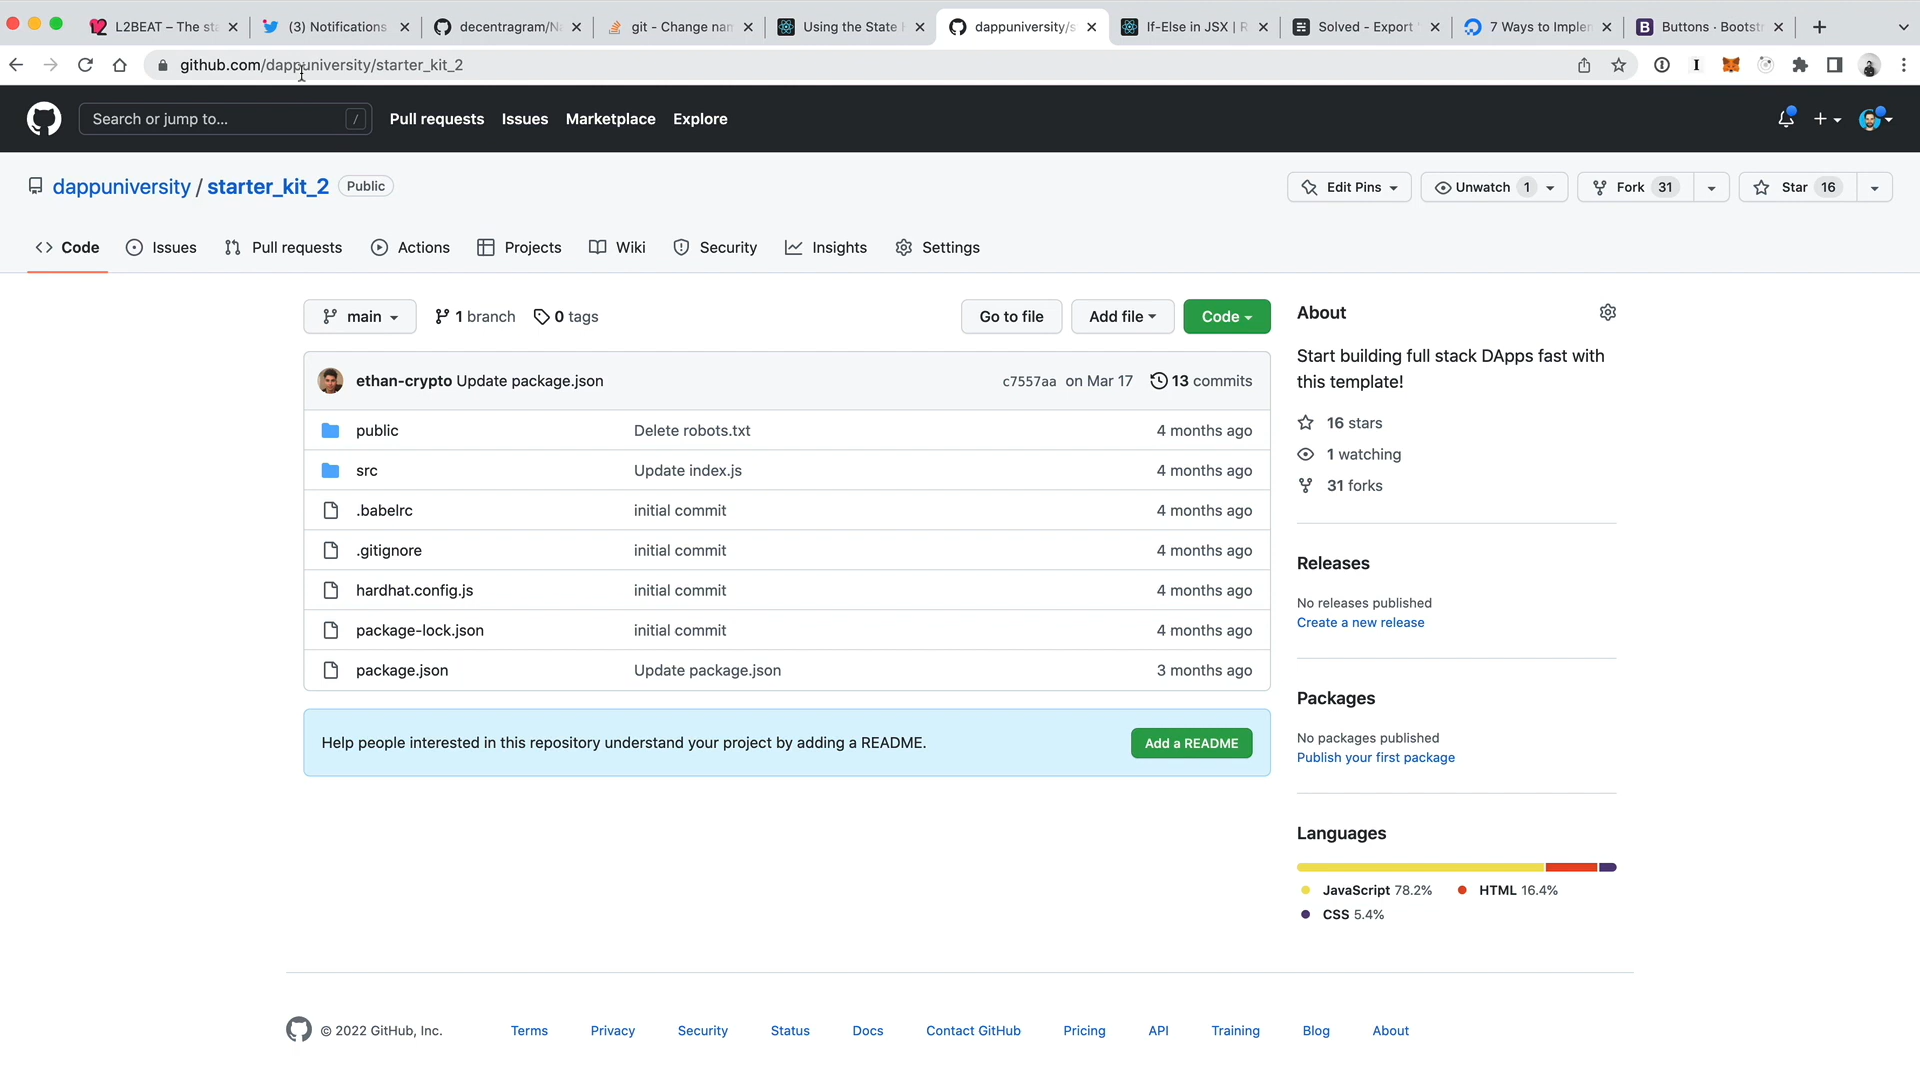 L2BEAT – The sta
(3) Notifications
decentragram/Na
git - Change nam
Using the State H
dappuniversity/s
If-Else in JSX | R
Solved - Export '
7 Ways to Implen
Buttons · Bootstr
github.com/dappuniversity/starter_kit_2
Search or jump to... /
Pull requests
Issues
Marketplace
Explore
dappuniversity / starter_kit_2 Public
Edit Pins
Unwatch 1
Fork 31
Star 16
Code
Issues
Pull requests
Actions
Projects
Wiki
Security
Insights
Settings
main
1 branch
0 tags
Go to file
Add file
Code
ethan-crypto Update package.json c7557aa on Mar 17 13 commits
public Delete robots.txt 4 months ago
src Update index.js 4 months ago
.babelrc initial commit 4 months ago
.gitignore initial commit 4 months ago
hardhat.config.js initial commit 4 months ago
package-lock.json initial commit 4 months ago
package.json Update package.json 3 months ago
Help people interested in this repository understand your project by adding a README.
Add a README
About
Start building full stack DApps fast with
this template!
16 stars
1 watching
31 forks
Releases
No releases published
Create a new release
Packages
No packages published
Publish your first package
Languages
JavaScript 78.2%
HTML 16.4%
CSS 5.4%
© 2022 GitHub, Inc.
Terms
Privacy
Security
Status
Docs
Contact GitHub
Pricing
API
Training
Blog
About